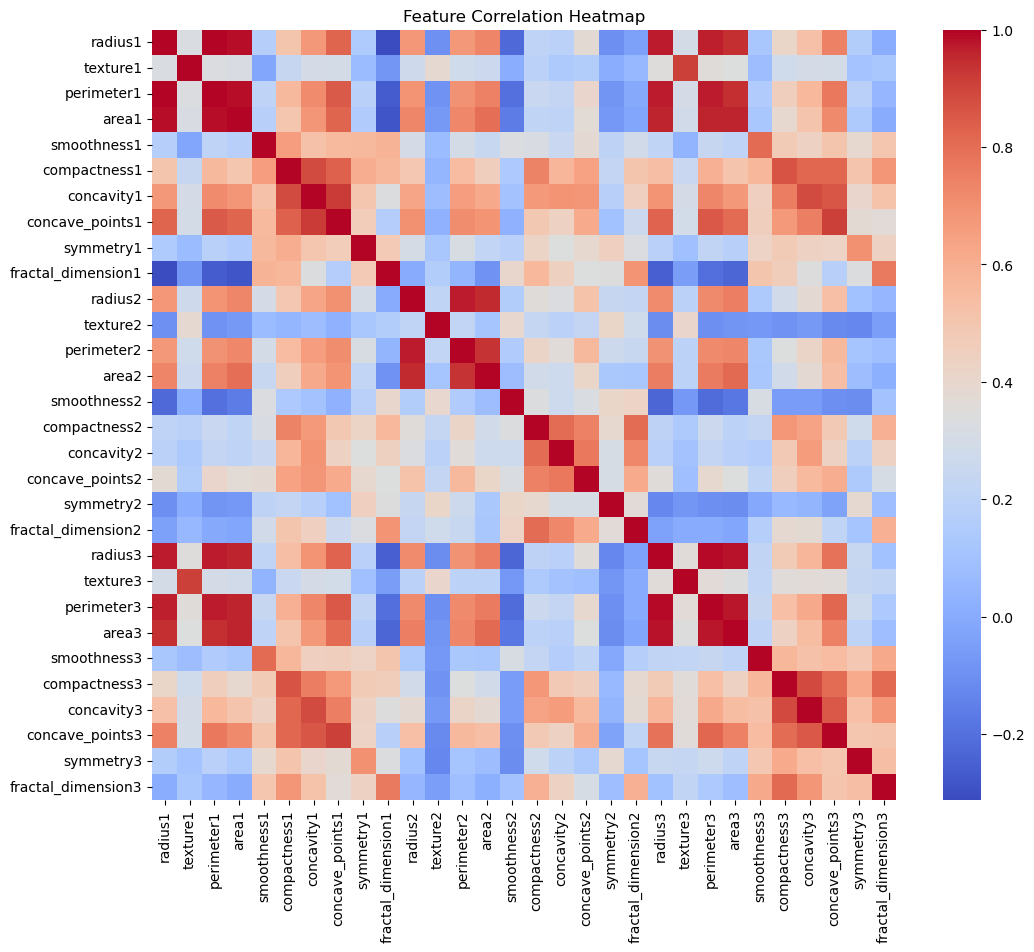 Feature Correlation Heatmap
radius1
texture1
perimeter1
area1
smoothness1
compactness1
concavity1
concave_points1
symmetry1
fractal_dimension1
radius2
texture2
perimeter2
area2
smoothness2
compactness2
concavity2
concave_points2
symmetry2
fractal_dimension2
radius3
texture3
perimeter3
area3
smoothness3
compactness3
concavity3
concave_points3
symmetry3
fractal_dimension3
radius1
texture1
perimeter1
area1
smoothness1
compactness1
concavity1
concave_points1
symmetry1
fractal_dimension1
radius2
texture2
perimeter2
area2
smoothness2
compactness2
concavity2
concave_points2
symmetry2
fractal_dimension2
radius3
texture3
perimeter3
area3
smoothness3
compactness3
concavity3
concave_points3
symmetry3
fractal_dimension3
1.0
0.8
0.6
0.4
0.2
0.0
−0.2